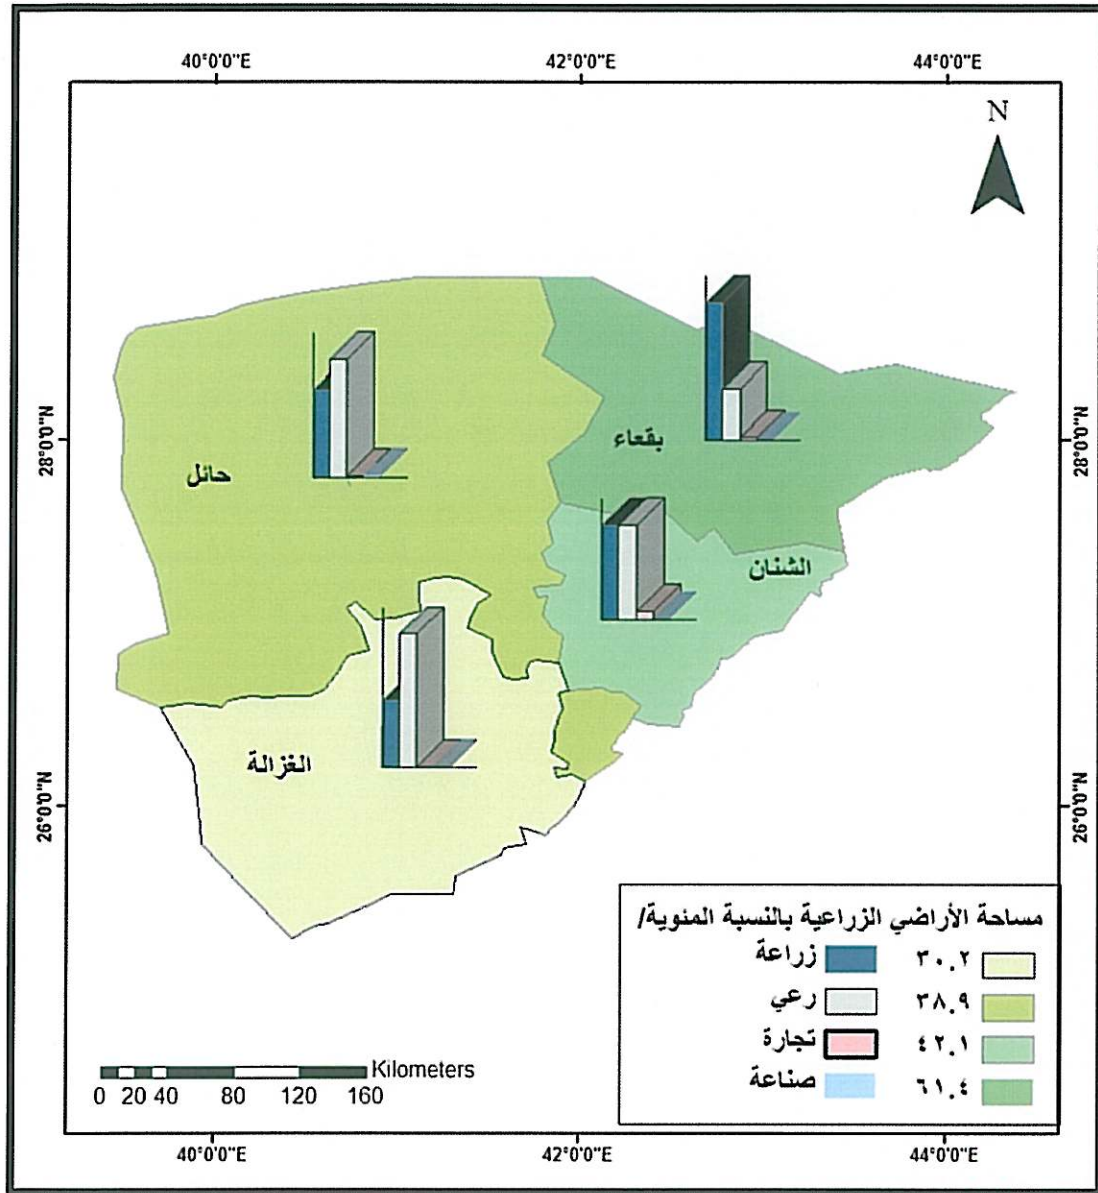 40°0'0"E 42°0'0"E 44°0'0"E
N
28°0'0"N 28°0'0"N
بقعاء
حائل
الشنان
الغزالة
26°0'0"N 26°0'0"N
مساحة الأراضي الزراعية بالنسبة المئوية/
زراعة ٣٠.٢
رعي ٣٨.٩
تجارة ٤٢.١
صناعة ٦١.٤
Kilometers
0 20 40 80 120 160
40°0'0"E 42°0'0"E 44°0'0"E